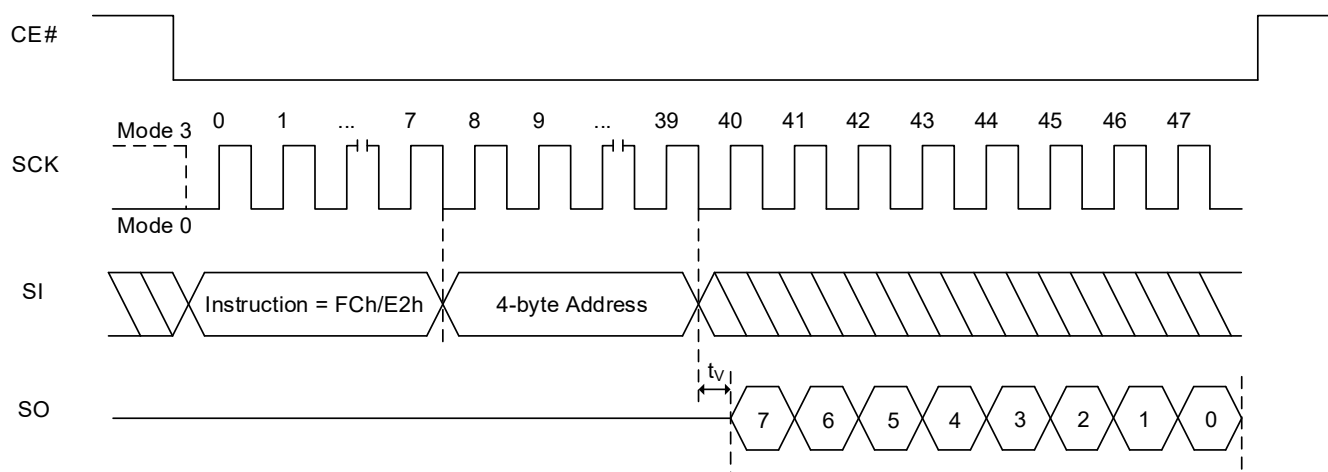 CE#
Mode 3 0 1 ... 7 8 9 ... 39 40 41 42 43 44 45 46 47
SCK
Mode 0
SI Instruction = FCh/E2h 4-byte Address
tV
SO 7 6 5 4 3 2 1 0